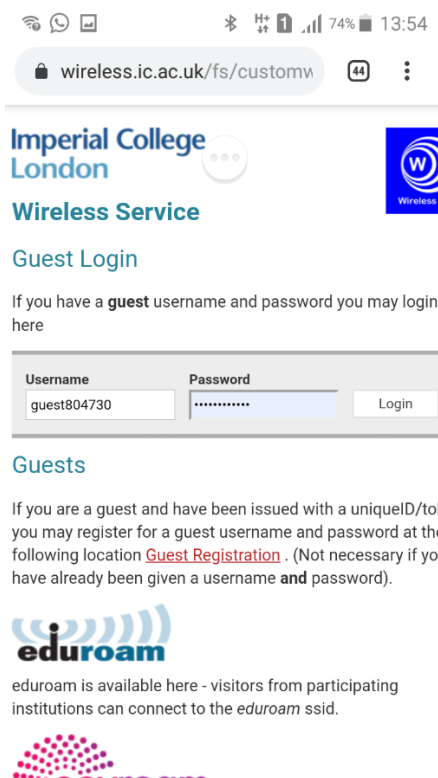 H+ 1 74% 13:54
wireless.ic.ac.uk/fs/customw 44
Imperial College
London
W
Wireless
Wireless Service
Guest Login
If you have a guest username and password you may login
here
Username Password
guest804730 ••••••••••••
Login
Guests
If you are a guest and have been issued with a uniqueID/to
you may register for a guest username and password at the
following location Guest Registration . (Not necessary if yo
have already been given a username and password).
eduroam
eduroam is available here - visitors from participating
institutions can connect to the eduroam ssid.